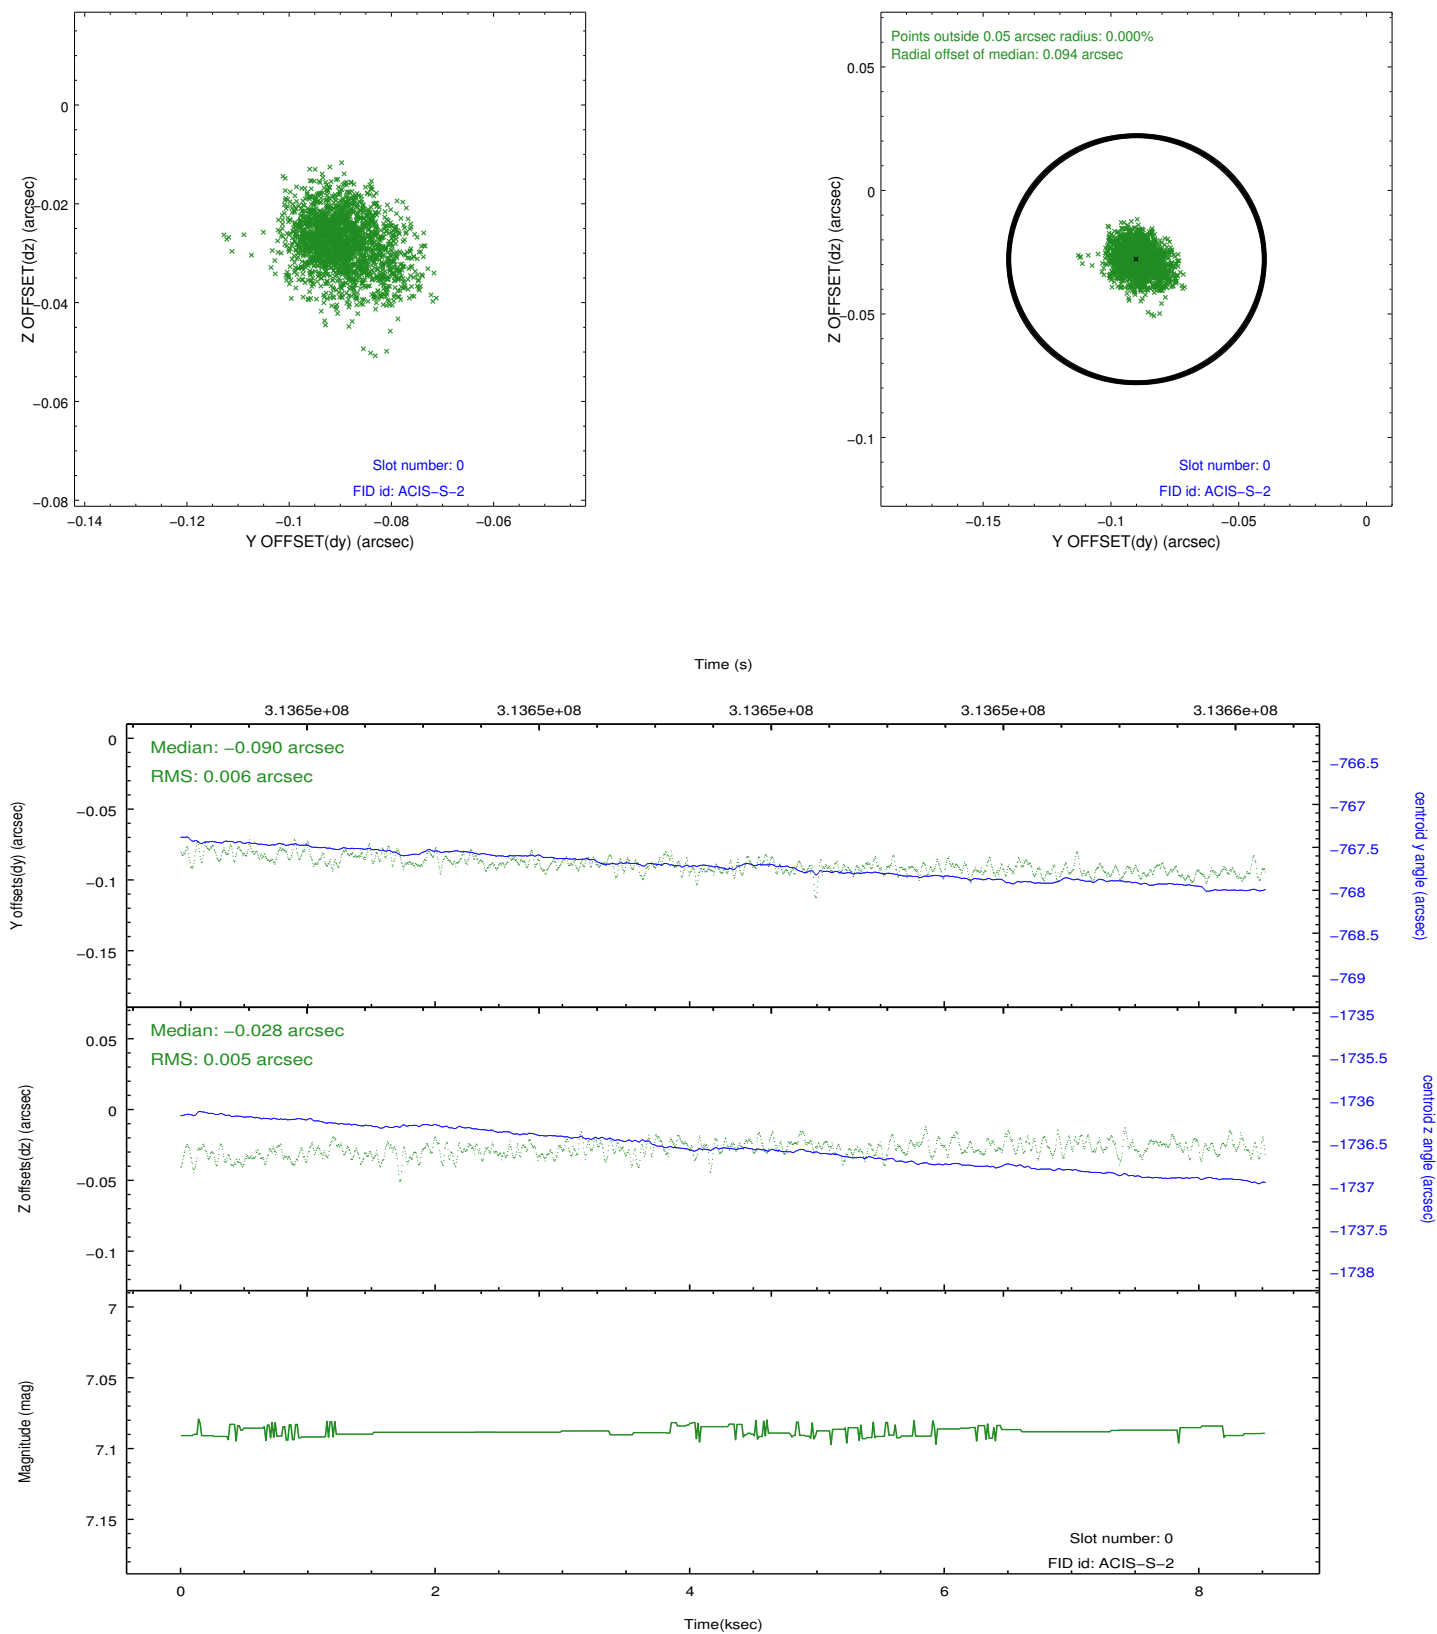 0
−0.02
−0.04
−0.06
−0.08
Z OFFSET(dz) (arcsec)
Slot number: 0
FID id: ACIS−S−2
−0.14
−0.12
−0.1
−0.08
−0.06
Y OFFSET(dy) (arcsec)
Points outside 0.05 arcsec radius: 0.000%
Radial offset of median: 0.094 arcsec
0.05
0
−0.05
−0.1
Z OFFSET(dz) (arcsec)
Slot number: 0
FID id: ACIS−S−2
−0.15
−0.1
−0.05
0
Y OFFSET(dy) (arcsec)
Time (s)
3.1365e+08
3.1365e+08
3.1365e+08
3.1365e+08
3.1366e+08
Median: −0.090 arcsec
RMS: 0.006 arcsec
0
−0.05
−0.1
−0.15
Y offsets(dy) (arcsec)
−766.5
−767
−767.5
−768
−768.5
−769
centroid y angle (arcsec)
Median: −0.028 arcsec
RMS: 0.005 arcsec
0.05
0
−0.05
−0.1
Z offsets(dz) (arcsec)
−1735
−1735.5
−1736
−1736.5
−1737
−1737.5
−1738
centroid z angle (arcsec)
7
7.05
7.1
7.15
Magnitude (mag)
Slot number: 0
FID id: ACIS−S−2
0
2
4
6
8
Time(ksec)